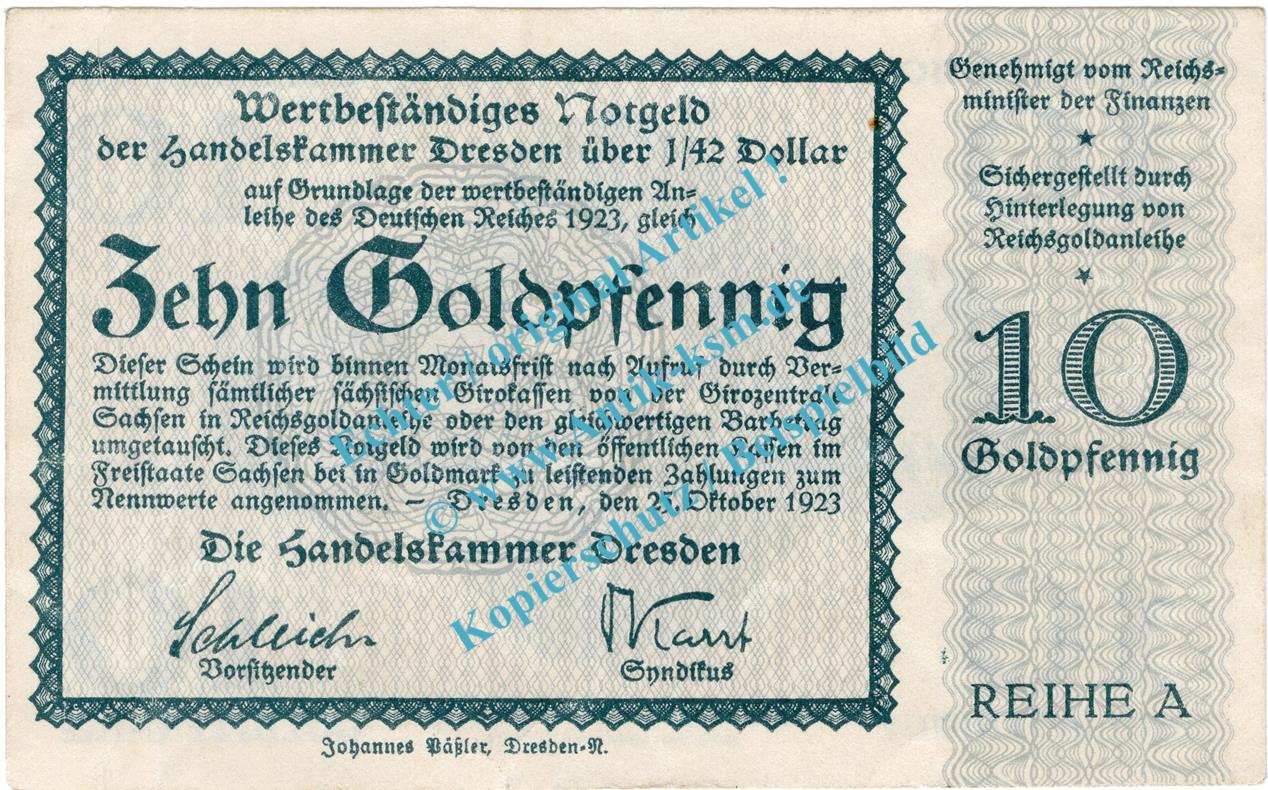 Wertbeständiges Notgeld
der Handelskammer Dresden über 1/42 Dollar
auf Grundlage der wertbeständigen An-
leihe des Deutschen Reiches 1923, gleich
Zehn Goldpfennig
Dieser Schein wird binnen Monatsfrist nach Aufruf durch Ver-
mittlung sämtlicher sächsischen Girokassen von der Girozentrale
Sachsen in Reichsgoldanleihe oder den gleichwertigen Barbetrag
umgetauscht. Dieses Notgeld wird von den öffentlichen Kassen im
Freistaate Sachsen bei in Goldmark zu leistenden Zahlungen zum
Nennwerte angenommen. – Dresden, den Oktober 1923
Die Handelskammer Dresden
Schleich
Vorsitzender
Karst
Syndikus
Johannes Päßler, Dresden-N.
Genehmigt vom Reichs-
minister der Finanzen
Sichergestellt durch
Hinterlegung von
Reichsgoldanleihe
10
Goldpfennig
REIHE A
Echter / original Artikel !
© www.Antik-ksm.de
Kopierschutz / Beispielbild